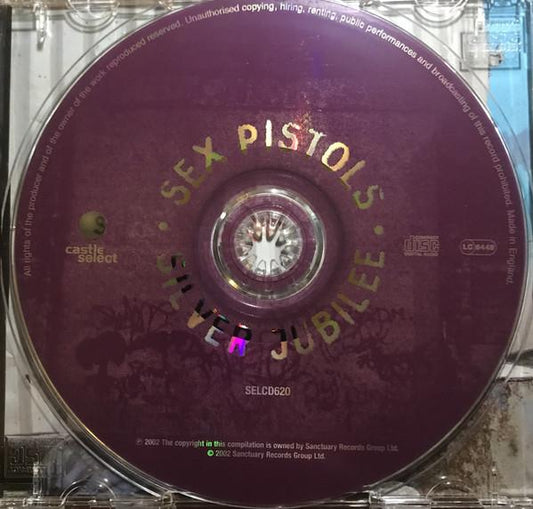 All rights of the producer and of the owner of the work reproduced reserved. Unauthorised copying, hiring, renting, public performances and broadcasting of this record prohibited. Made in England.
· SEX PISTOLS ·
SILVER JUBILEE
S
castle
select
COMPACT
disc
DIGITAL AUDIO
LC 6448
SELCD620
℗ 2002 The copyright in this compilation is owned by Sanctuary Records Group Ltd.
© 2002 Sanctuary Records Group Ltd.